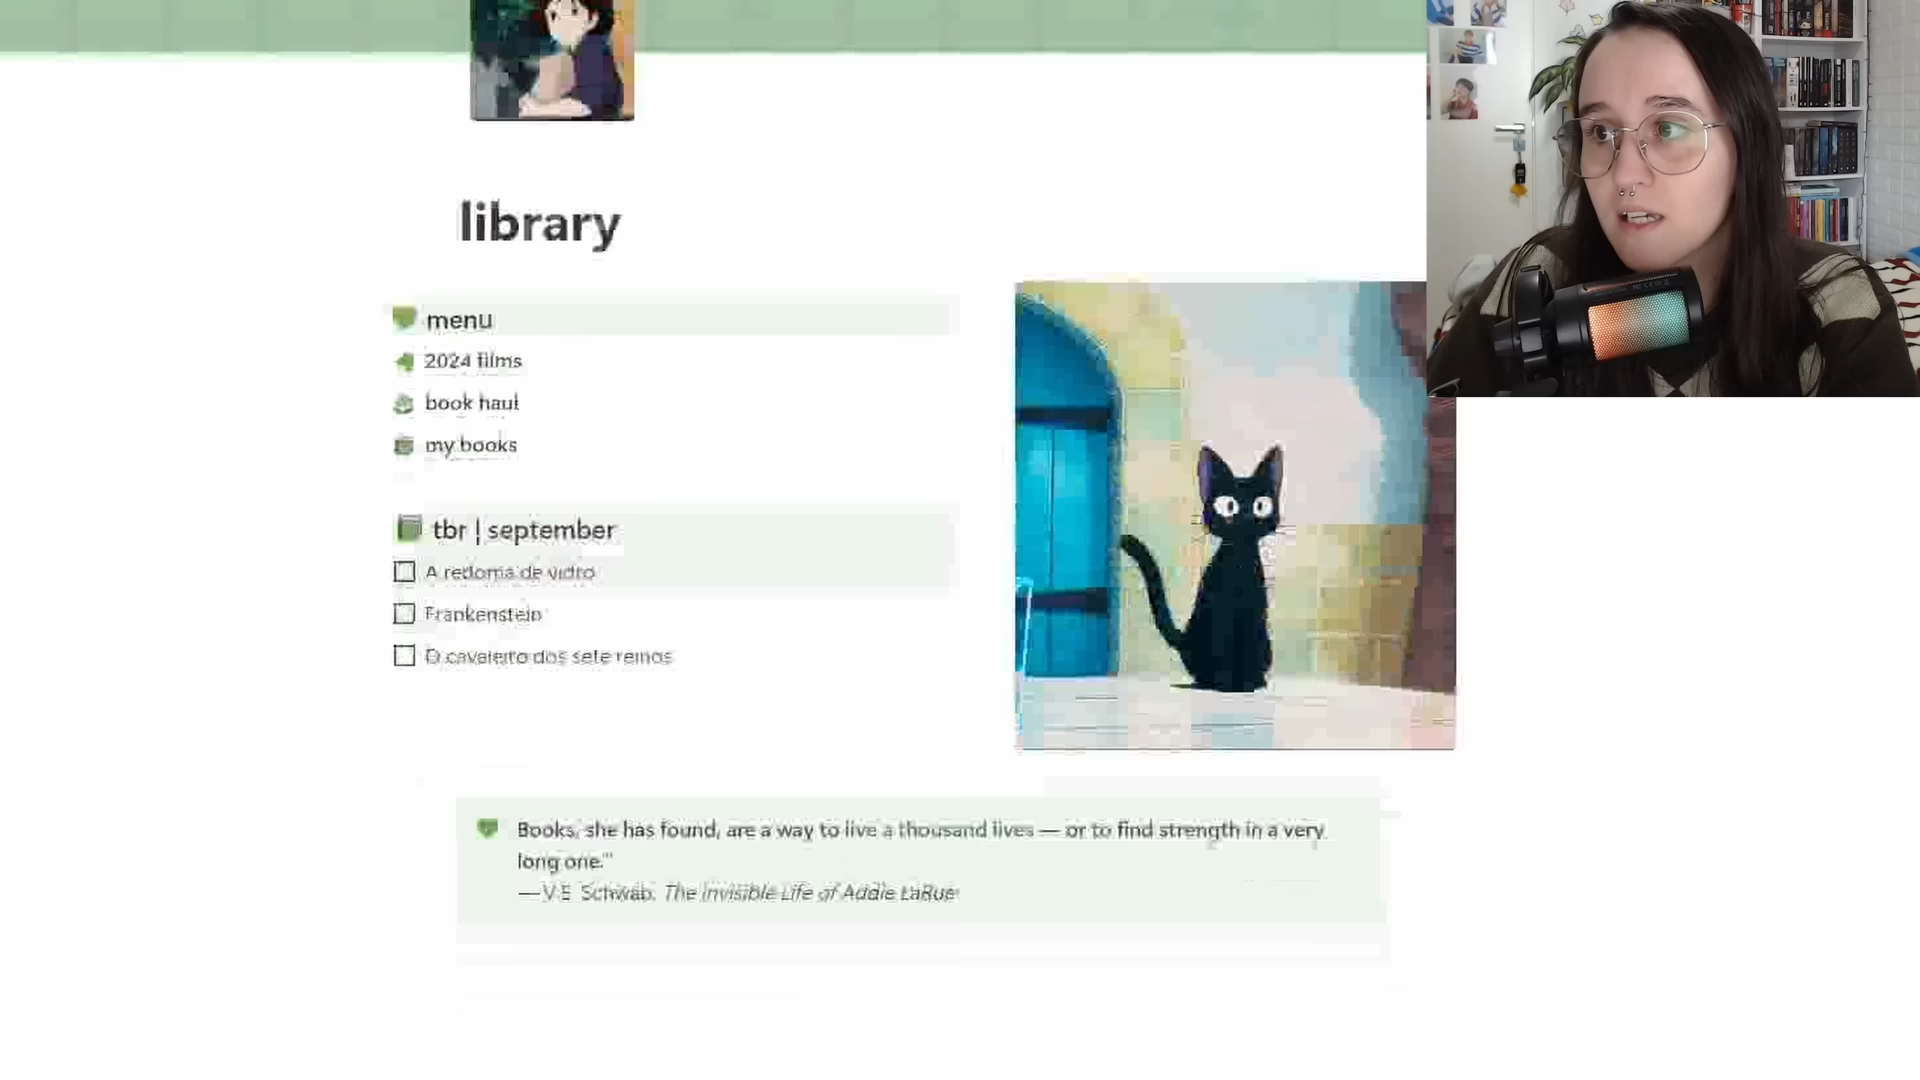 library
menu
2024 films
book haul
my books
tbr | september
A redoma de vidro
Frankenstein
O cavaleiro dos sete reinos
Books, she has found, are a way to live a thousand lives — or to find strength in a very
long one."
— V.E. Schwab, The Invisible Life of Addie LaRue